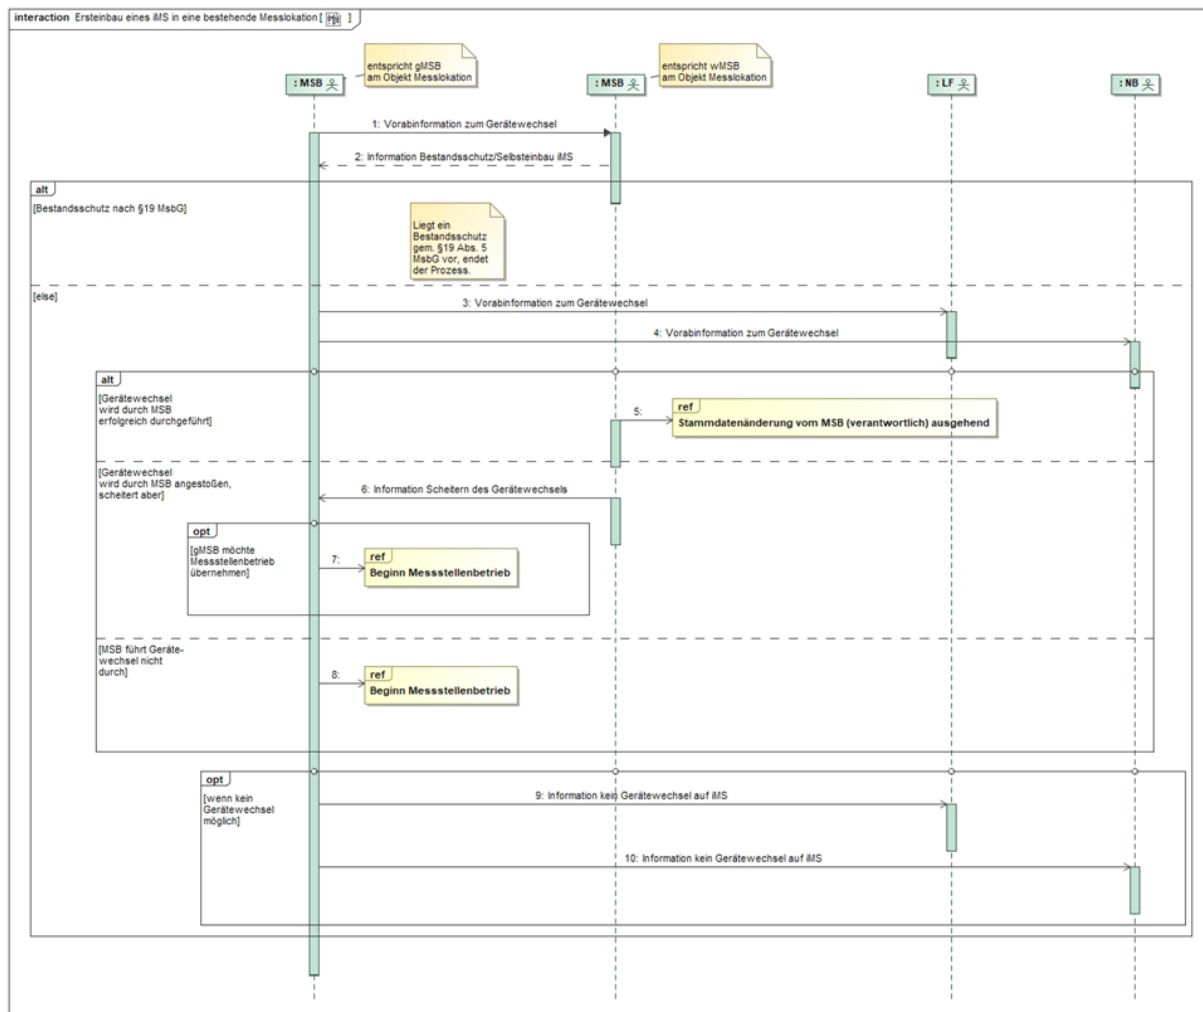 interaction Ersteinbau eines iMS in eine bestehende Messlokation [ ]
entspricht gMSB
am Objekt Messlokation
entspricht wMSB
am Objekt Messlokation
: MSB
: MSB
: LF
: NB
1: Vorabinformation zum Gerätewechsel
2: Information Bestandsschutz/Selbsteinbau iMS
alt
[Bestandsschutz nach §19 MsbG]
Liegt ein
Bestandsschutz
gem. §19 Abs. 5
MsbG vor, endet
der Prozess.
[else]
3: Vorabinformation zum Gerätewechsel
4: Vorabinformation zum Gerätewechsel
alt
[Gerätewechsel
wird durch MSB
erfolgreich durchgeführt]
5:
ref
Stammdatenänderung vom MSB (verantwortlich) ausgehend
[Gerätewechsel
wird durch MSB angestoßen,
scheitert aber]
6: Information Scheitern des Gerätewechsels
opt
[gMSB möchte
Messstellenbetrieb
übernehmen]
7:
ref
Beginn Messstellenbetrieb
[MSB führt Geräte-
wechsel nicht
durch]
8:
ref
Beginn Messstellenbetrieb
opt
[wenn kein
Gerätewechsel
möglich]
9: Information kein Gerätewechsel auf iMS
10: Information kein Gerätewechsel auf iMS